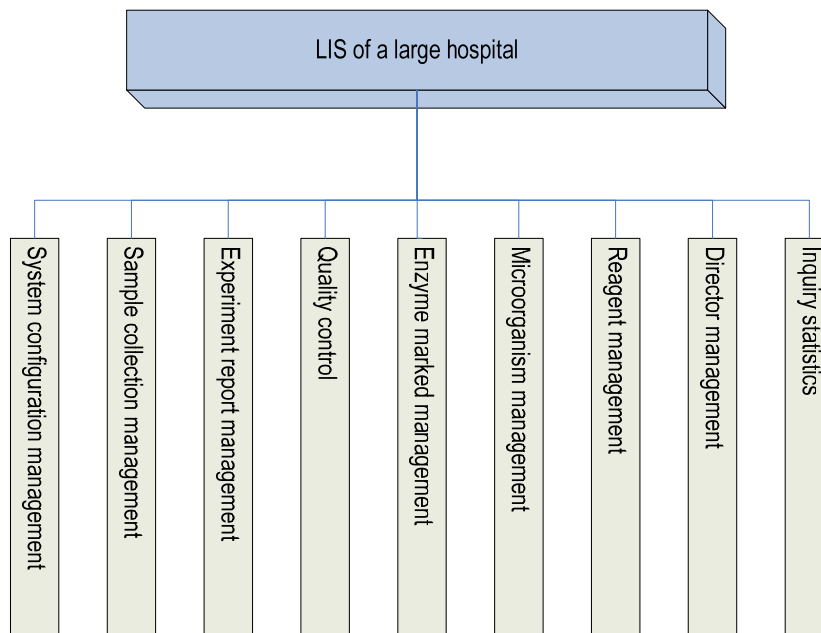 LIS of a large hospital
System configuration management
Sample collection management
Experiment report management
Quality control
Enzyme marked management
Microorganism management
Reagent management
Director management
Inquiry statistics